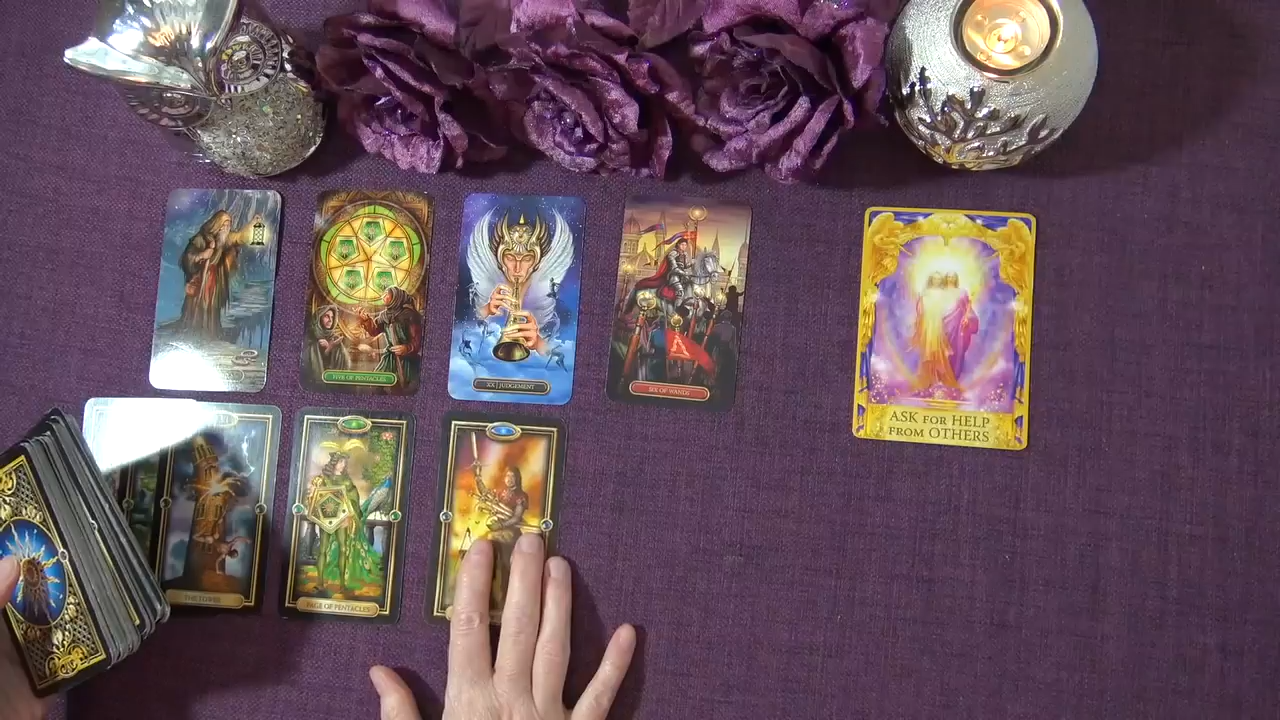 FIVE OF PENTACLES
XX | JUDGEMENT
SIX OF WANDS
ASK FOR HELP
FROM OTHERS
THE TOWER
PAGE OF PENTACLES